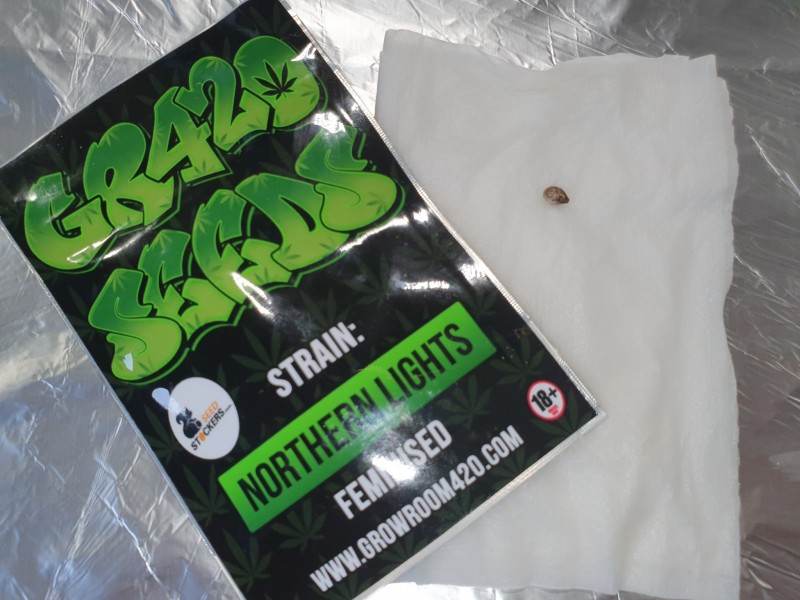 GR420
SEEDS
STRAIN:
NORTHERN LIGHTS
FEMINISED
WWW.GROWROOM420.COM
SEED
STOCKERS
18+